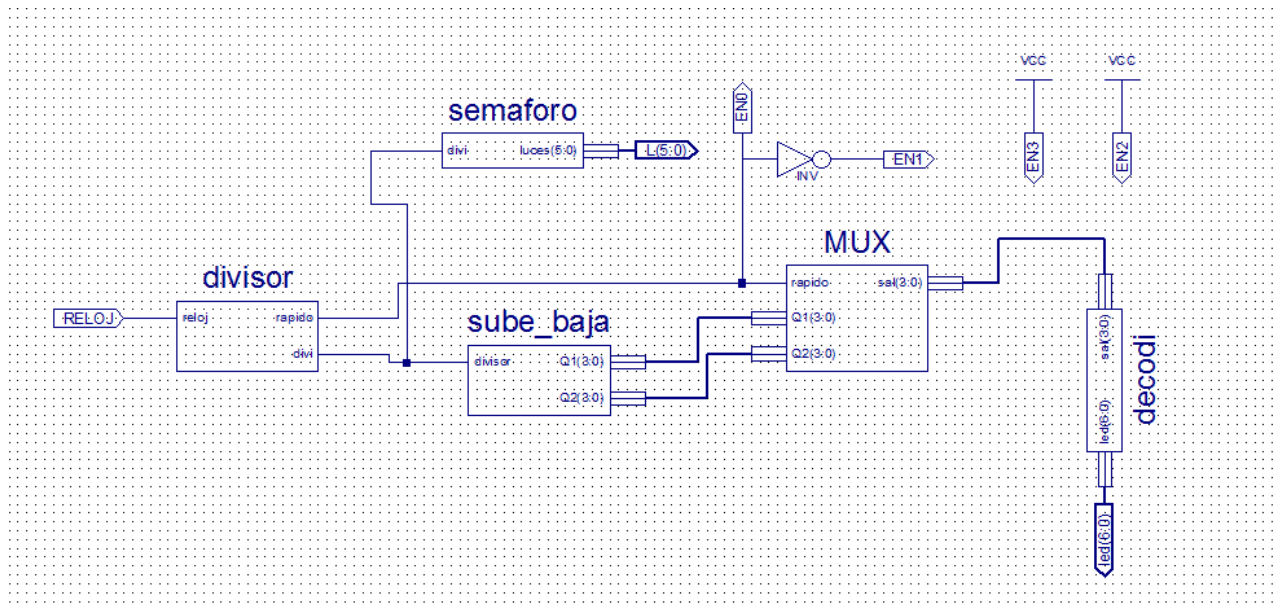 VCC
VCC
semaforo
EN0
divi
luces(5:0)
L(5:0)
INV
EN1
EN3
EN2
MUX
divisor
rapido
sal(3:0)
RELOJ
reloj
rapido
sube_baja
Q1(3:0)
sal(3:0)
divi
divisor
Q1(3:0)
Q2(3:0)
decodi
Q2(3:0)
led(6:0)
led(6:0)